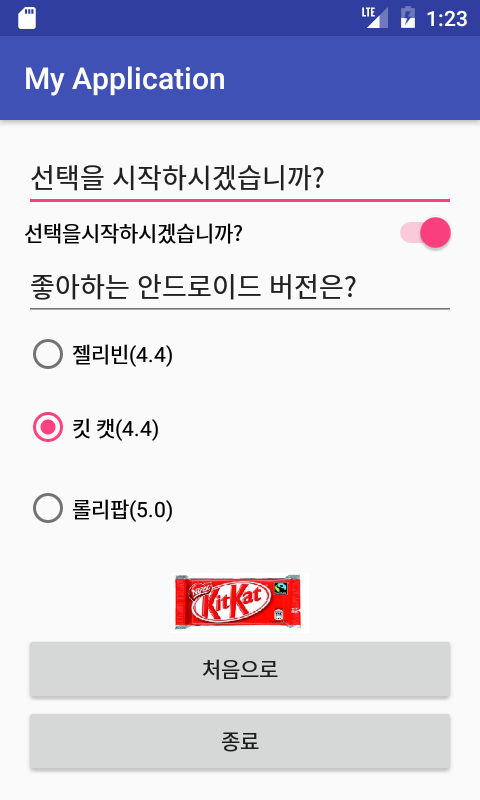 LTE 1:23
My Application
선택을 시작하시겠습니까?
선택을시작하시겠습니까?
좋아하는 안드로이드 버전은?
젤리빈(4.4)
킷 캣(4.4)
롤리팝(5.0)
Nestle
KitKat
처음으로
종료